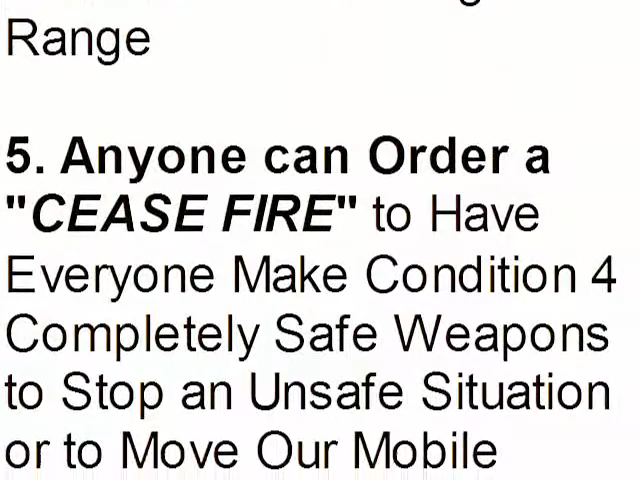 Range
5. Anyone can Order a
"CEASE FIRE" to Have
Everyone Make Condition 4
Completely Safe Weapons
to Stop an Unsafe Situation
or to Move Our Mobile